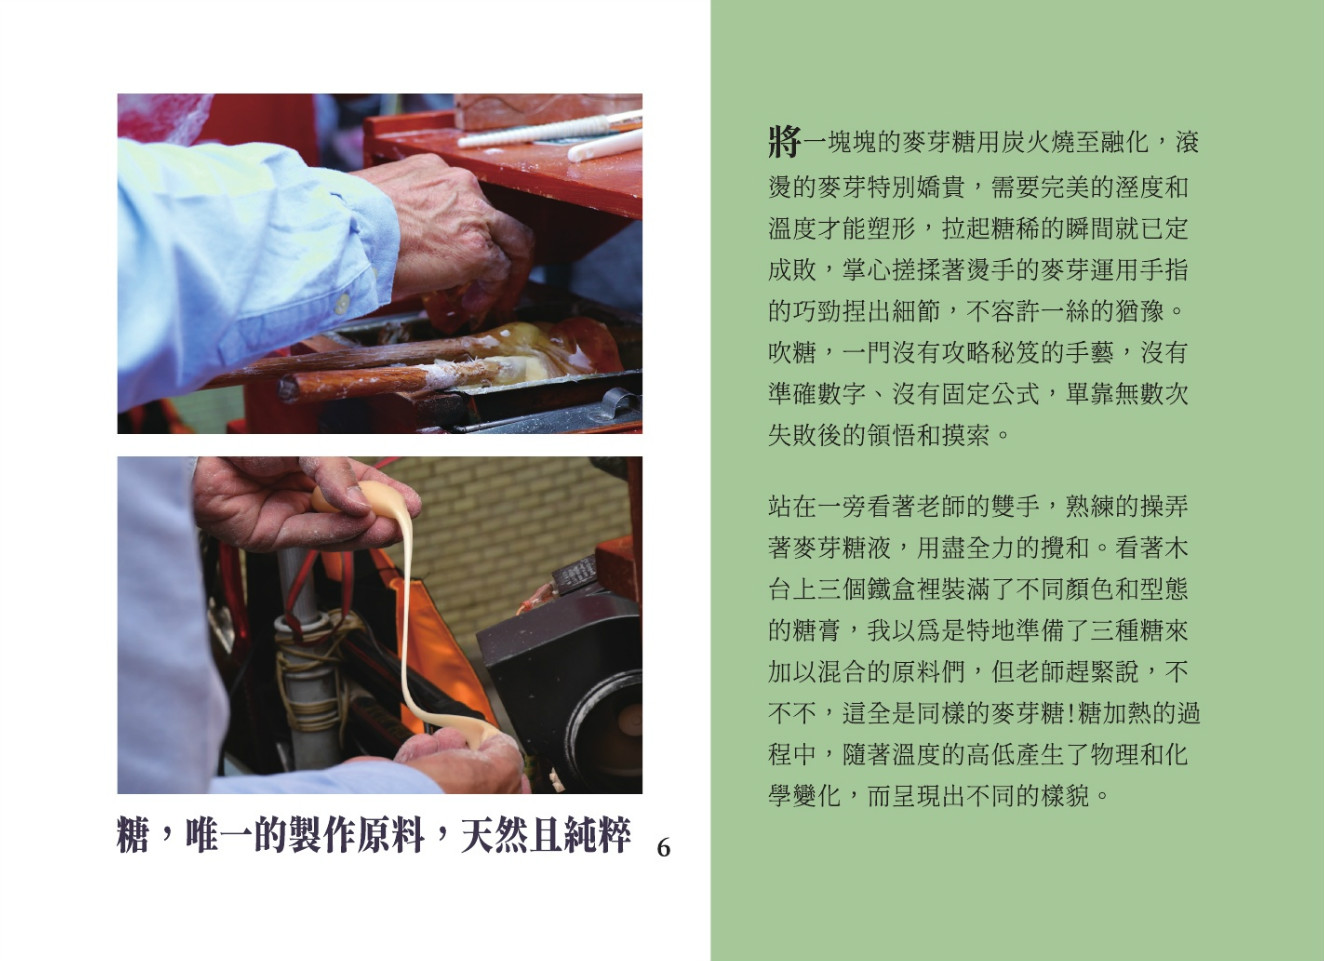 糖，唯一的製作原料，天然且純粹
6
將一塊塊的麥芽糖用炭火燒至融化，滾
燙的麥芽特別嬌貴，需要完美的溼度和
溫度才能塑形，拉起糖稀的瞬間就已定
成敗，掌心搓揉著燙手的麥芽運用手指
的巧勁捏出細節，不容許一絲的猶豫。
吹糖，一門沒有攻略秘笈的手藝，沒有
準確數字、沒有固定公式，單靠無數次
失敗後的領悟和摸索。
站在一旁看著老師的雙手，熟練的操弄
著麥芽糖液，用盡全力的攪和。看著木
台上三個鐵盒裡裝滿了不同顏色和型態
的糖膏，我以為是特地準備了三種糖來
加以混合的原料們，但老師趕緊說，不
不不，這全是同樣的麥芽糖!糖加熱的過
程中，隨著溫度的高低產生了物理和化
學變化，而呈現出不同的樣貌。